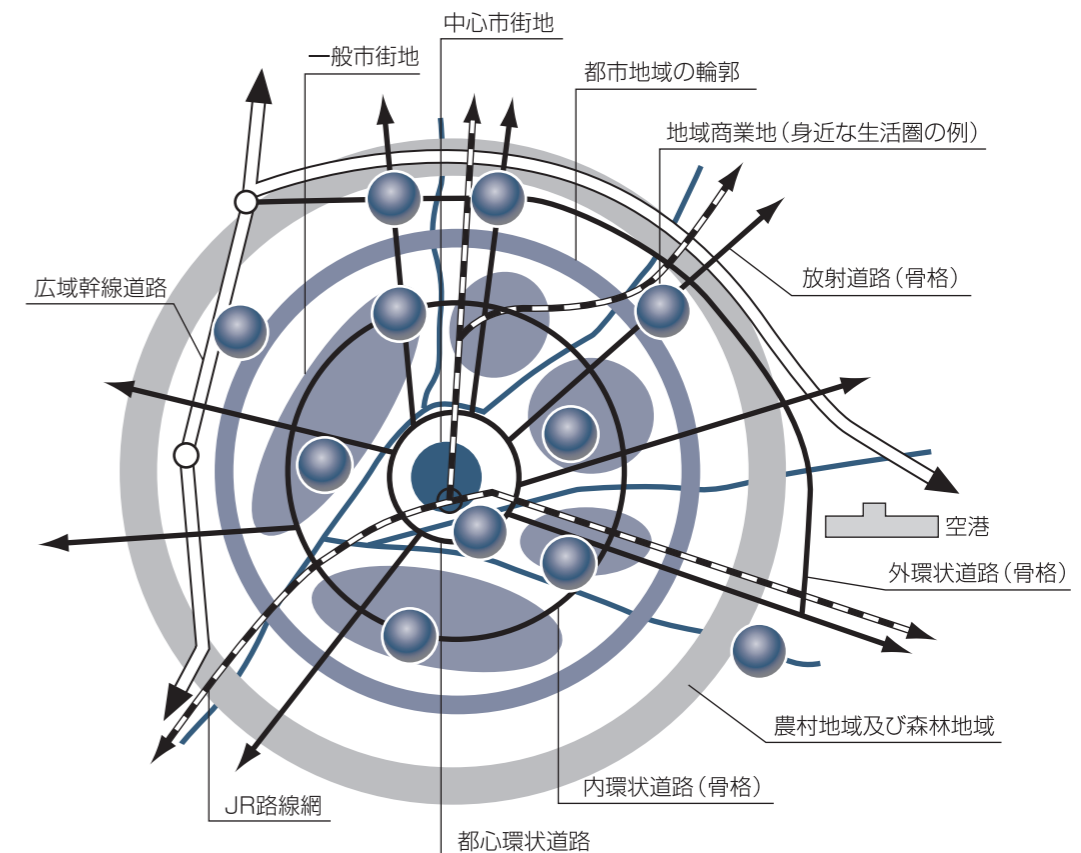 中心市街地
一般市街地
都市地域の輪郭
地域商業地(身近な生活圏の例)
広域幹線道路
放射道路(骨格)
空港
外環状道路(骨格)
農村地域及び森林地域
内環状道路(骨格)
JR路線網
都心環状道路